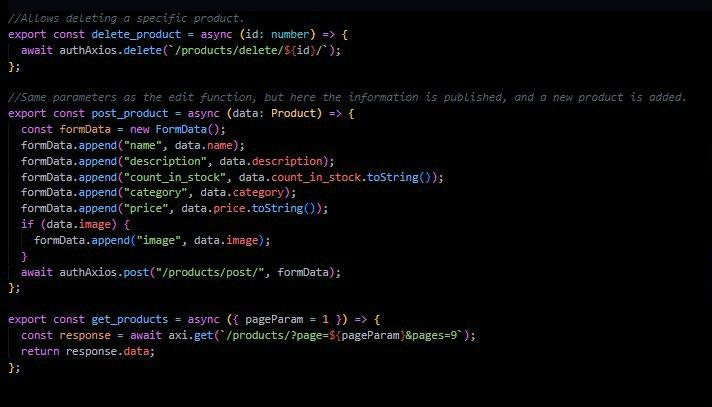 //Allows deleting a specific product.
export const delete_product = async (id: number) => {
  await authAxios.delete(`/products/delete/${id}/`);
};

//Same parameters as the edit function, but here the information is published, and a new product is added.
export const post_product = async (data: Product) => {
  const formData = new FormData();
  formData.append("name", data.name);
  formData.append("description", data.description);
  formData.append("count_in_stock", data.count_in_stock.toString());
  formData.append("category", data.category);
  formData.append("price", data.price.toString());
  if (data.image) {
    formData.append("image", data.image);
  }
  await authAxios.post("/products/post/", formData);
};

export const get_products = async ({ pageParam = 1 }) => {
  const response = await axi.get(`/products/?page=${pageParam}&pages=9`);
  return response.data;
};